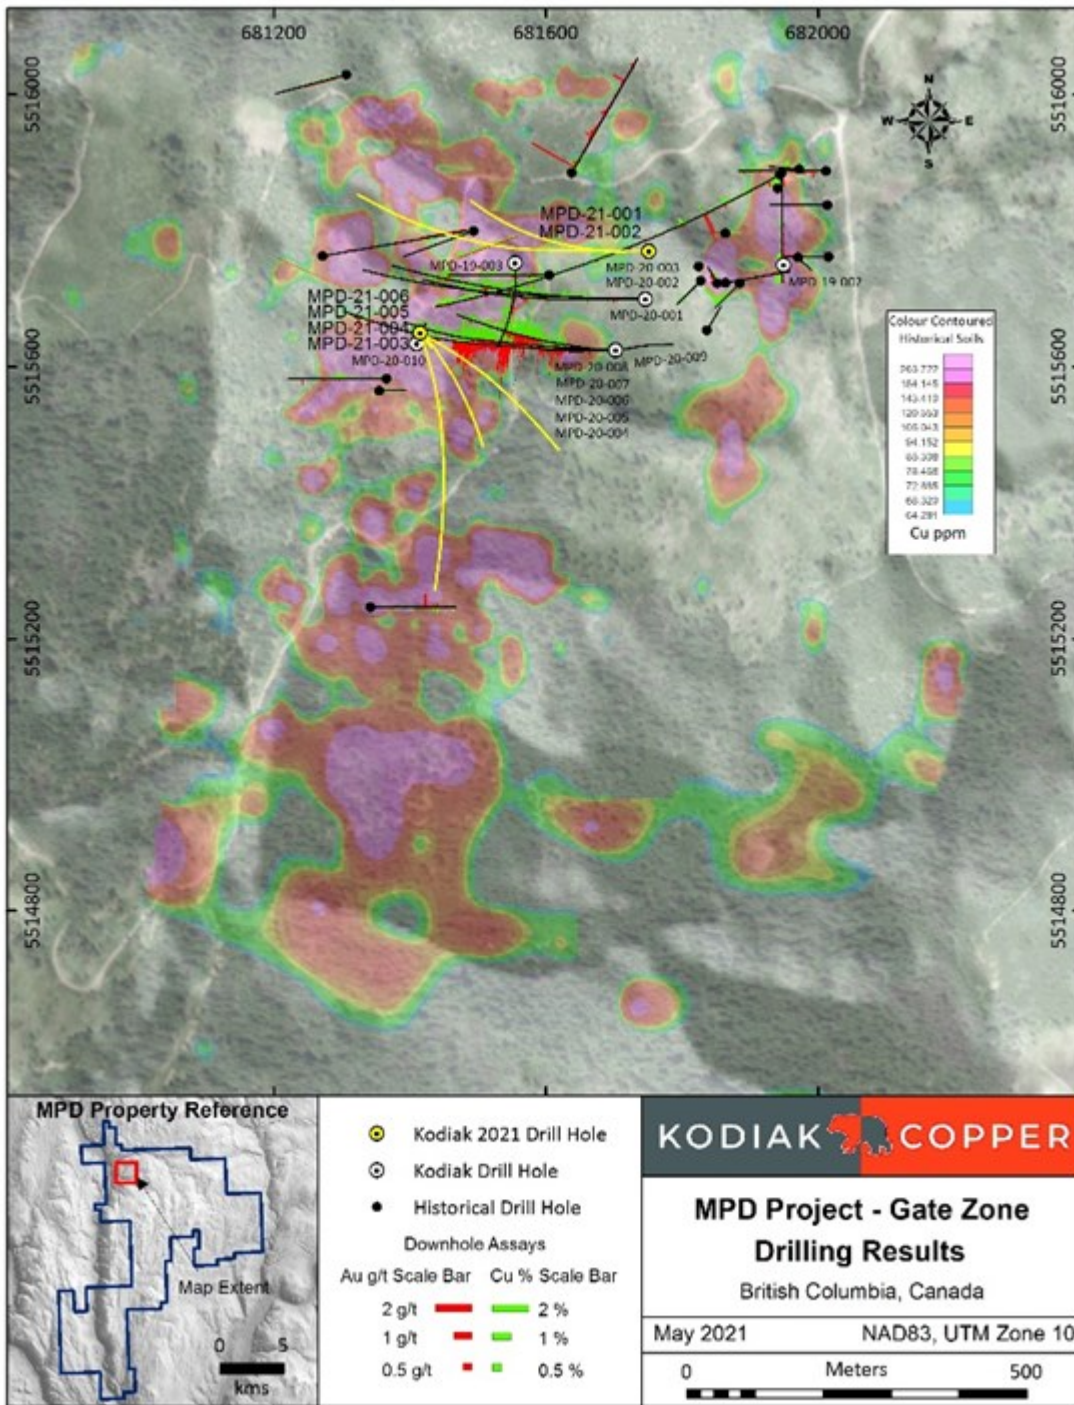 681200
681600
682000
5516000
5516000
N
W
E
S
MPD-21-001
MPD-21-002
MPD-19-003
MPD-20-003
MPD-20-002
MPD-19-002
MPD-20-001
MPD-21-006
MPD-21-005
MPD-21-004
MPD-21-003
MPD-20-010
MPD-20-009
MPD-20-008
MPD-20-007
MPD-20-006
MPD-20-005
MPD-20-004
5515600
5515600
Colour Contoured
Historical Soils
184.145
94.152
Cu ppm
5515200
5515200
5514800
5514800
MPD Property Reference
Map Extent
0 5
kms
Kodiak 2021 Drill Hole
Kodiak Drill Hole
Historical Drill Hole
Downhole Assays
Au g/t Scale Bar Cu % Scale Bar
2 g/t 2 %
1 g/t 1 %
0.5 g/t 0.5 %
KODIAK COPPER
MPD Project - Gate Zone
Drilling Results
British Columbia, Canada
May 2021 NAD83, UTM Zone 10
0 Meters 500